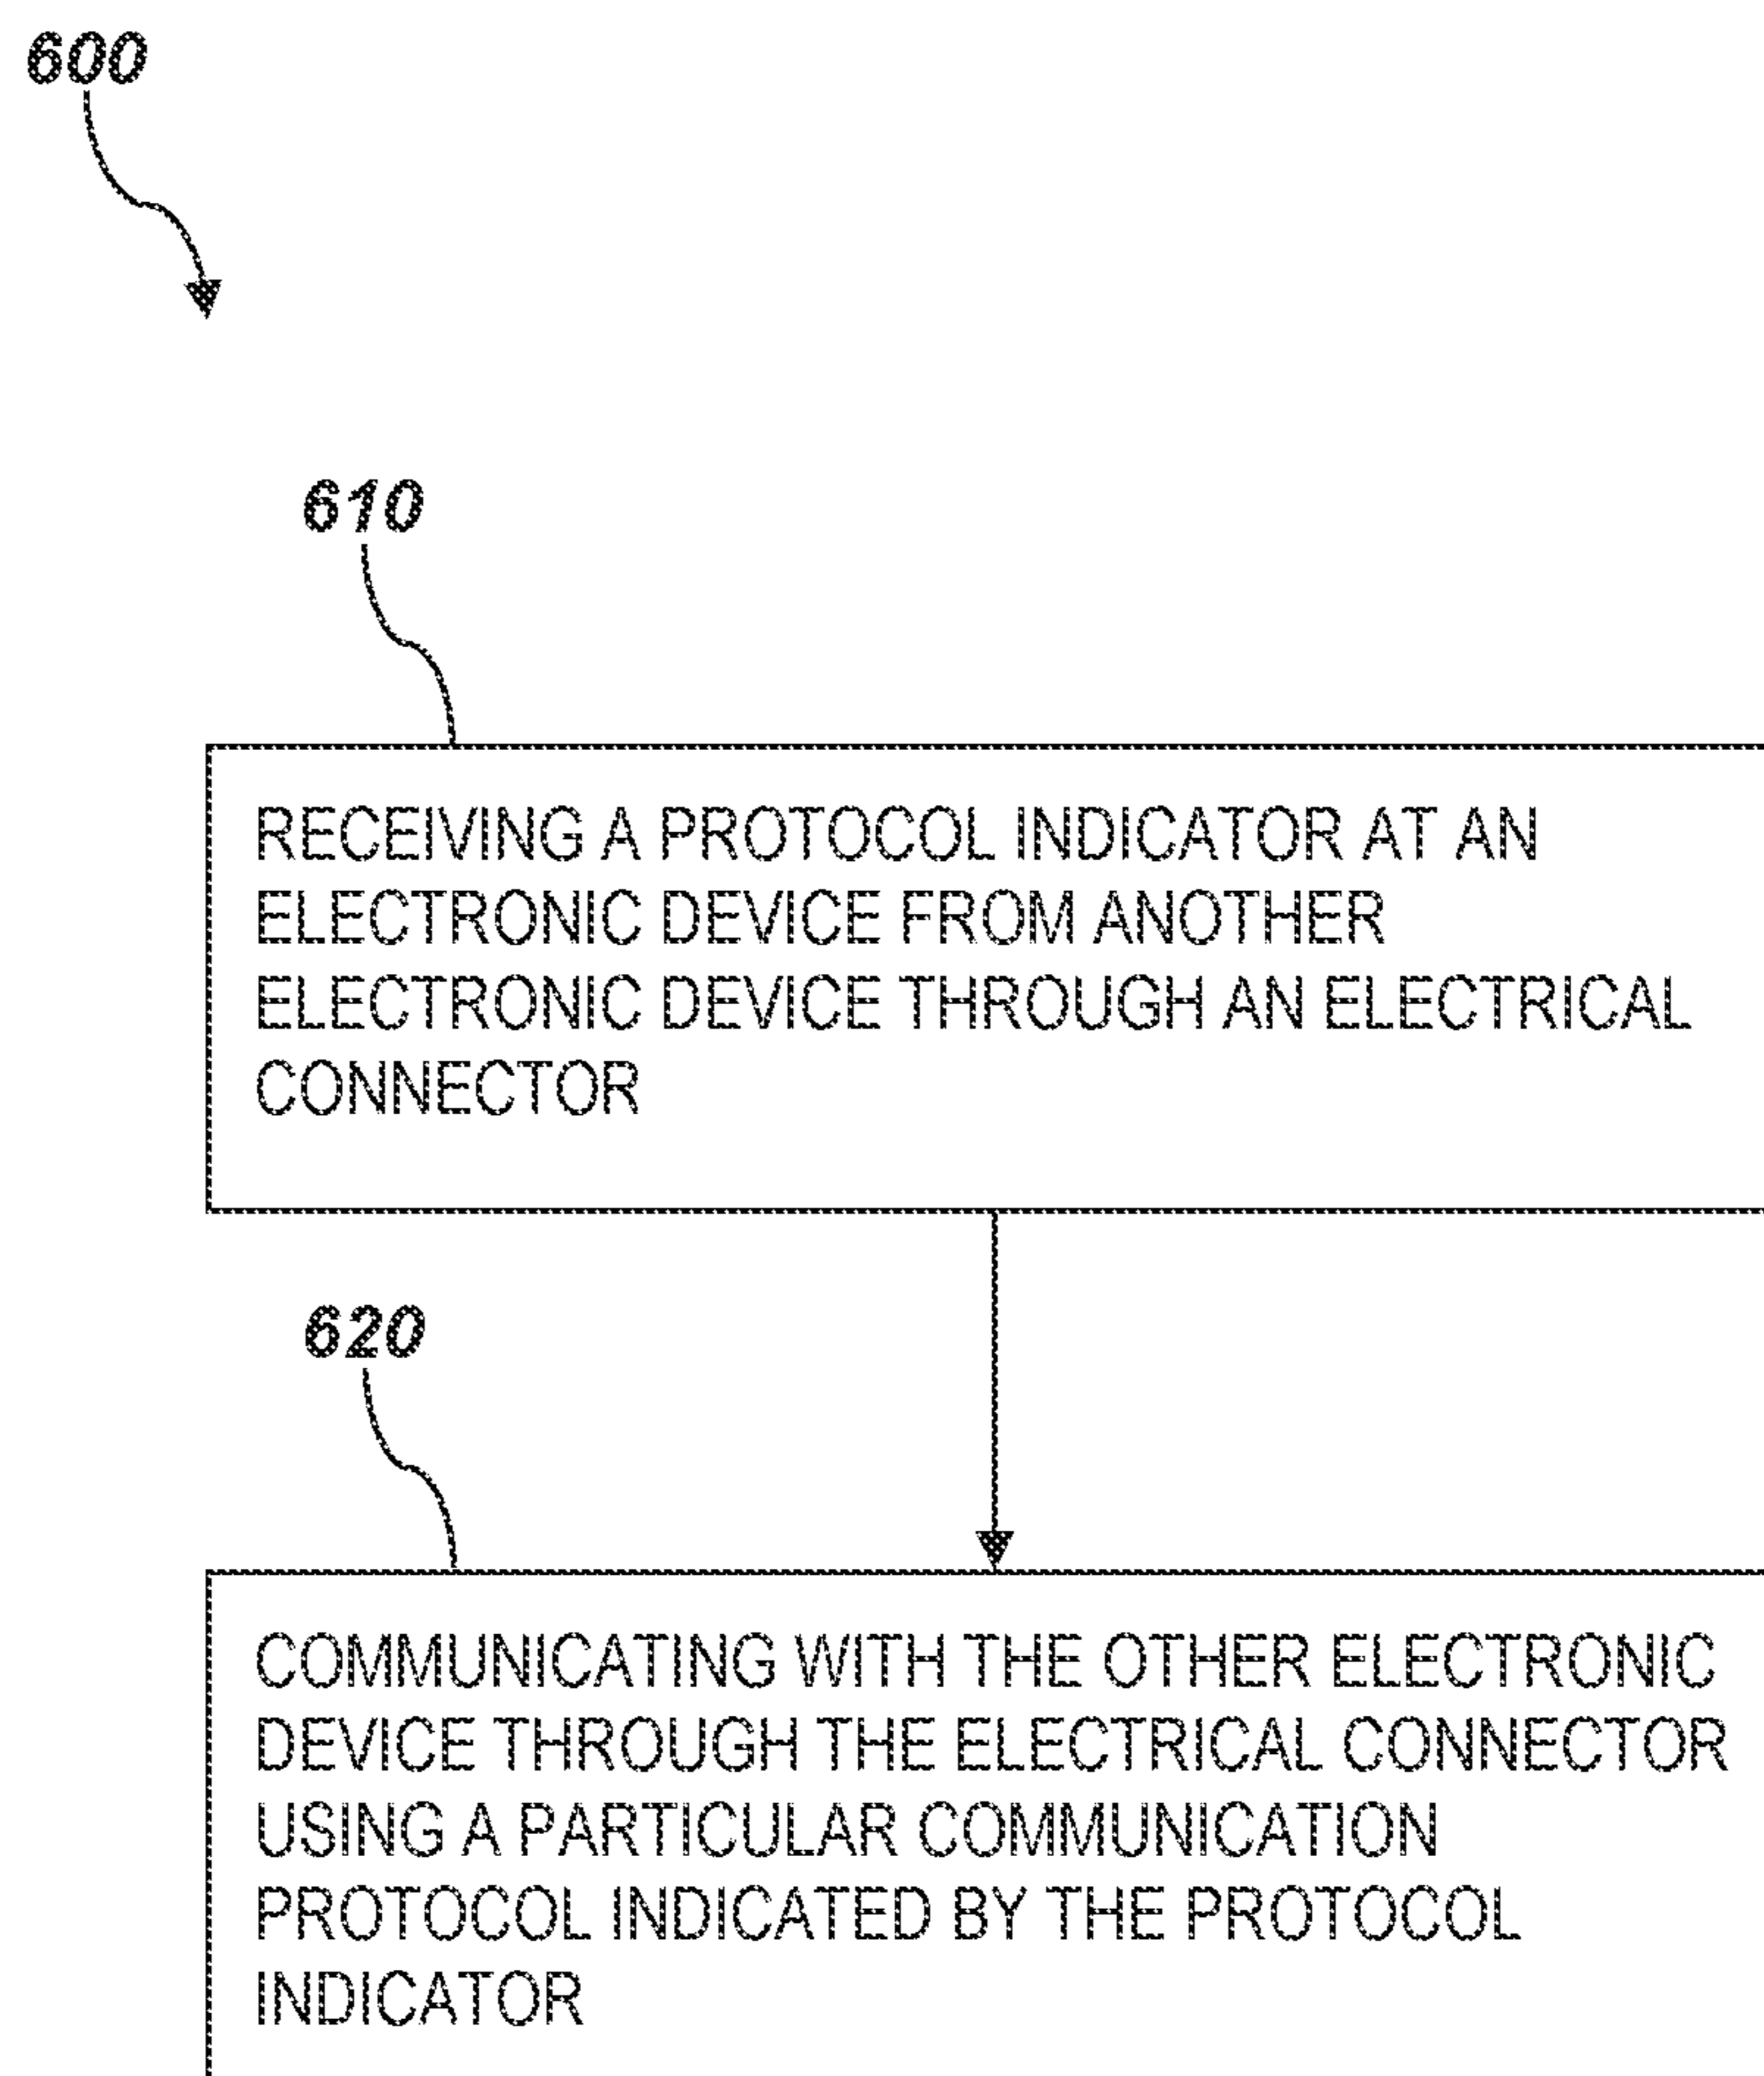 600
610
RECEIVING A PROTOCOL INDICATOR AT AN
ELECTRONIC DEVICE FROM ANOTHER
ELECTRONIC DEVICE THROUGH AN ELECTRICAL
CONNECTOR
620
COMMUNICATING WITH THE OTHER ELECTRONIC
DEVICE THROUGH THE ELECTRICAL CONNECTOR
USING A PARTICULAR COMMUNICATION
PROTOCOL INDICATED BY THE PROTOCOL
INDICATOR